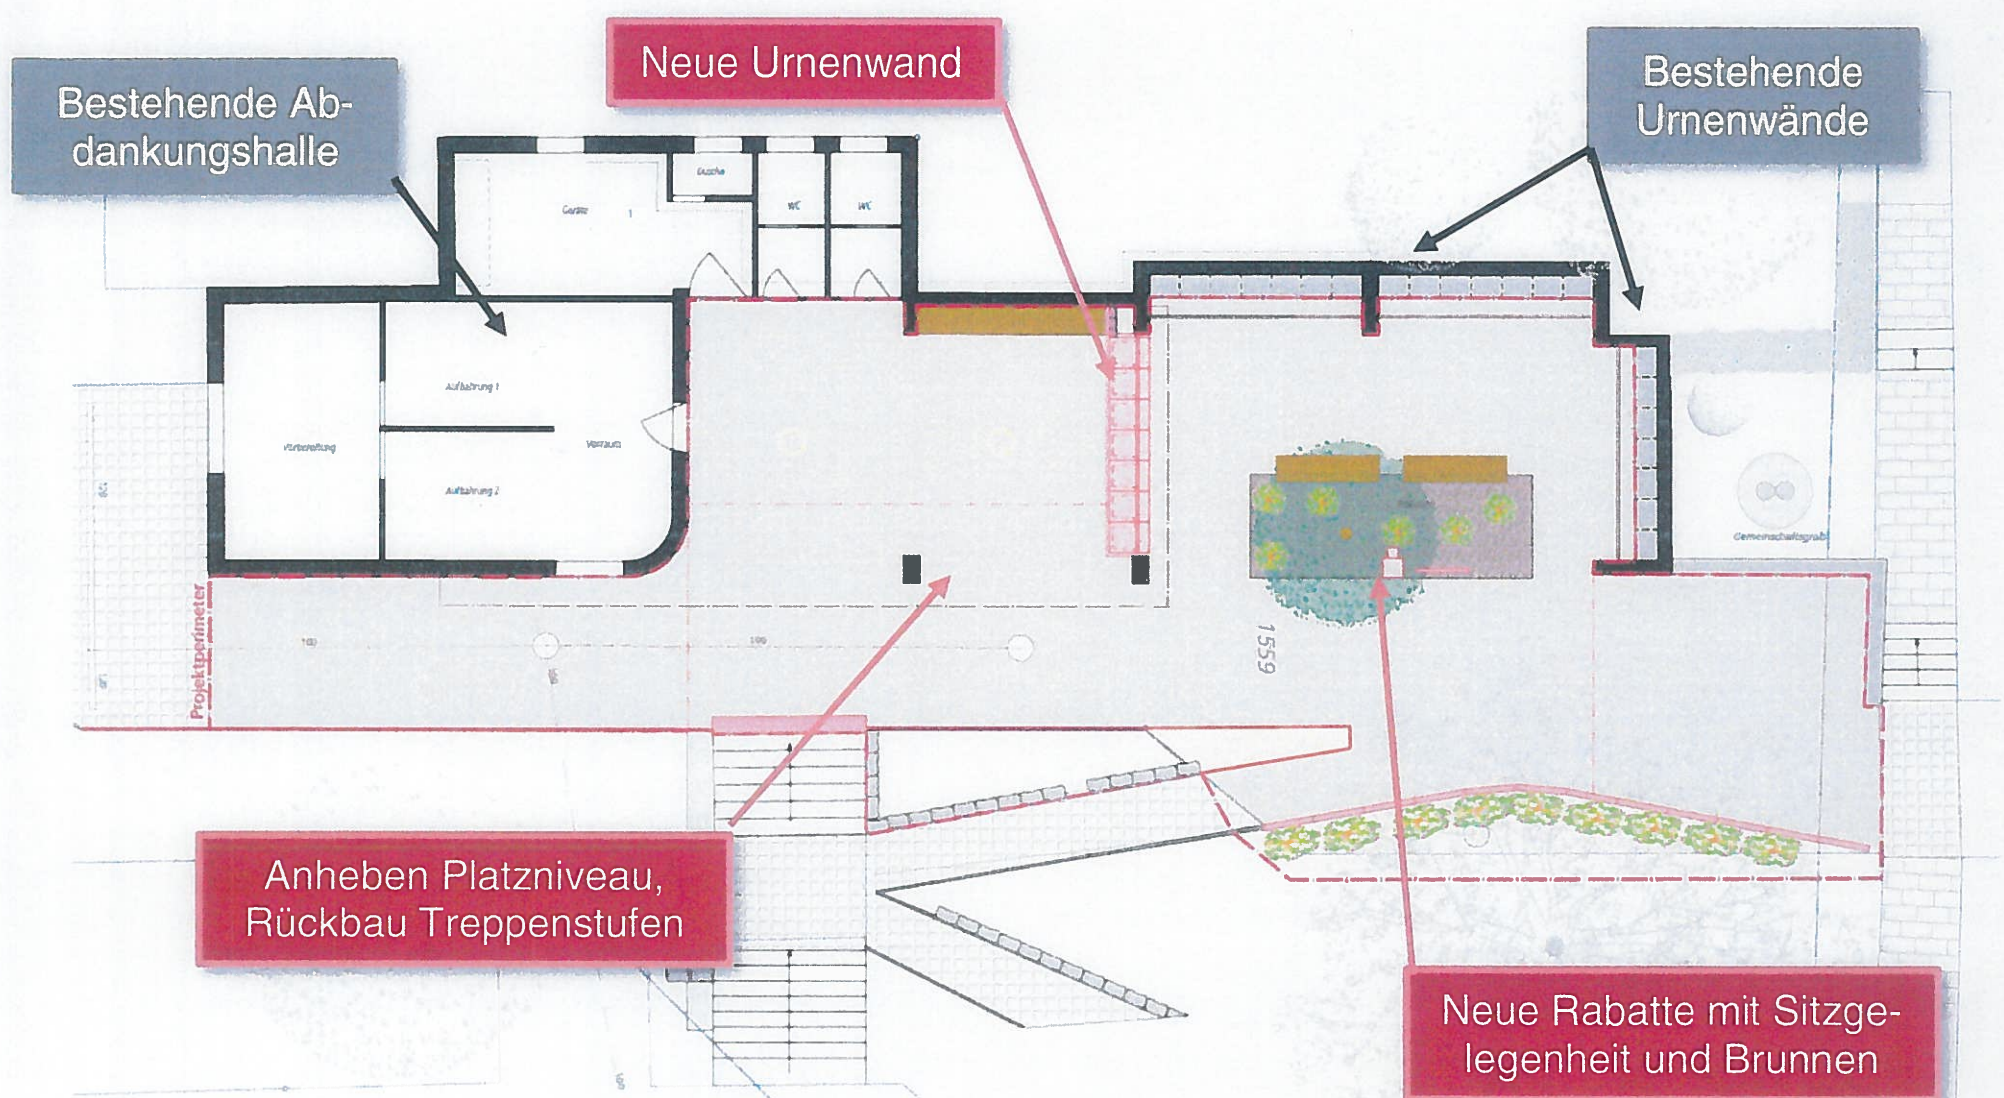 Neue Urnenwand
Bestehende
Urnenwände
Bestehende Ab-
dankungshalle
Dusche
WC
WC
Aufbahrung 1
Vorbereitung
Vorraum
Aufbahrung 2
Gemeinschaftsgrab
Projektperimeter
1559
Anheben Platzniveau,
Rückbau Treppenstufen
Neue Rabatte mit Sitzge-
legenheit und Brunnen